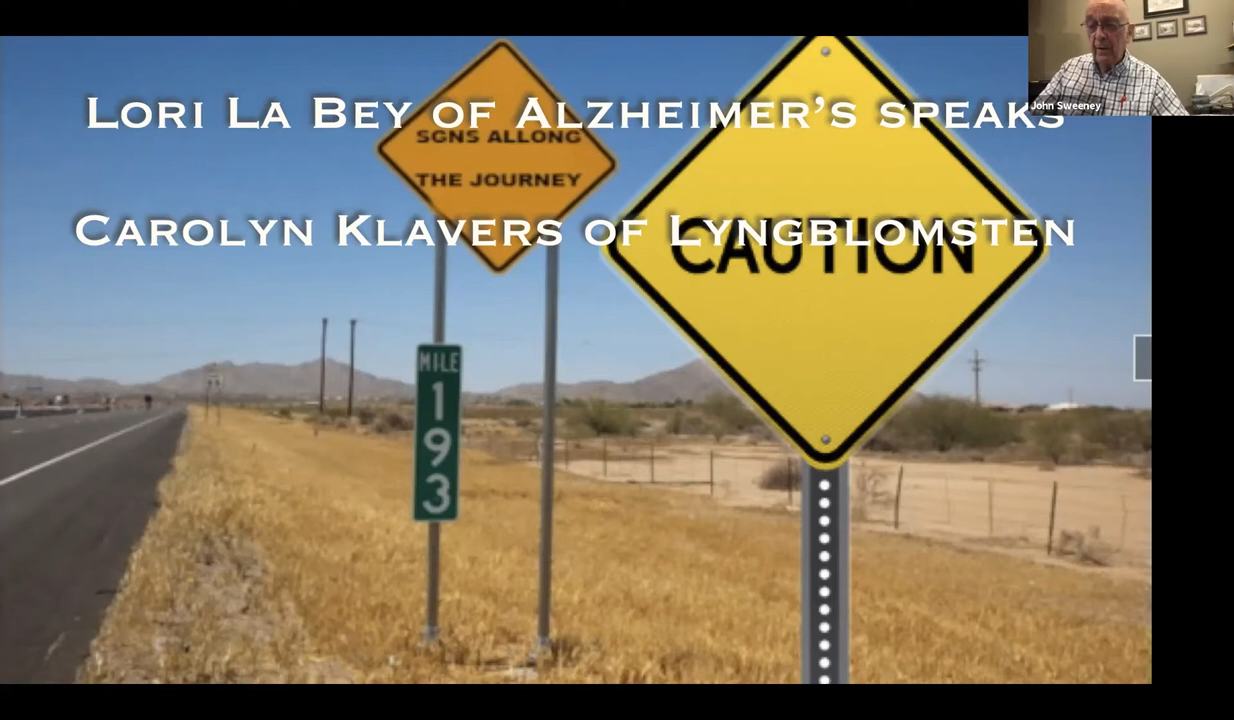 John Sweeney
LORI LA BEY OF ALZHEIMER'S SPEAKS
SGNS ALLONG
THE JOURNEY
CAROLYN KLAVERS OF LYNGBLOMSTEN
CAUTION
MILE
1
9
3